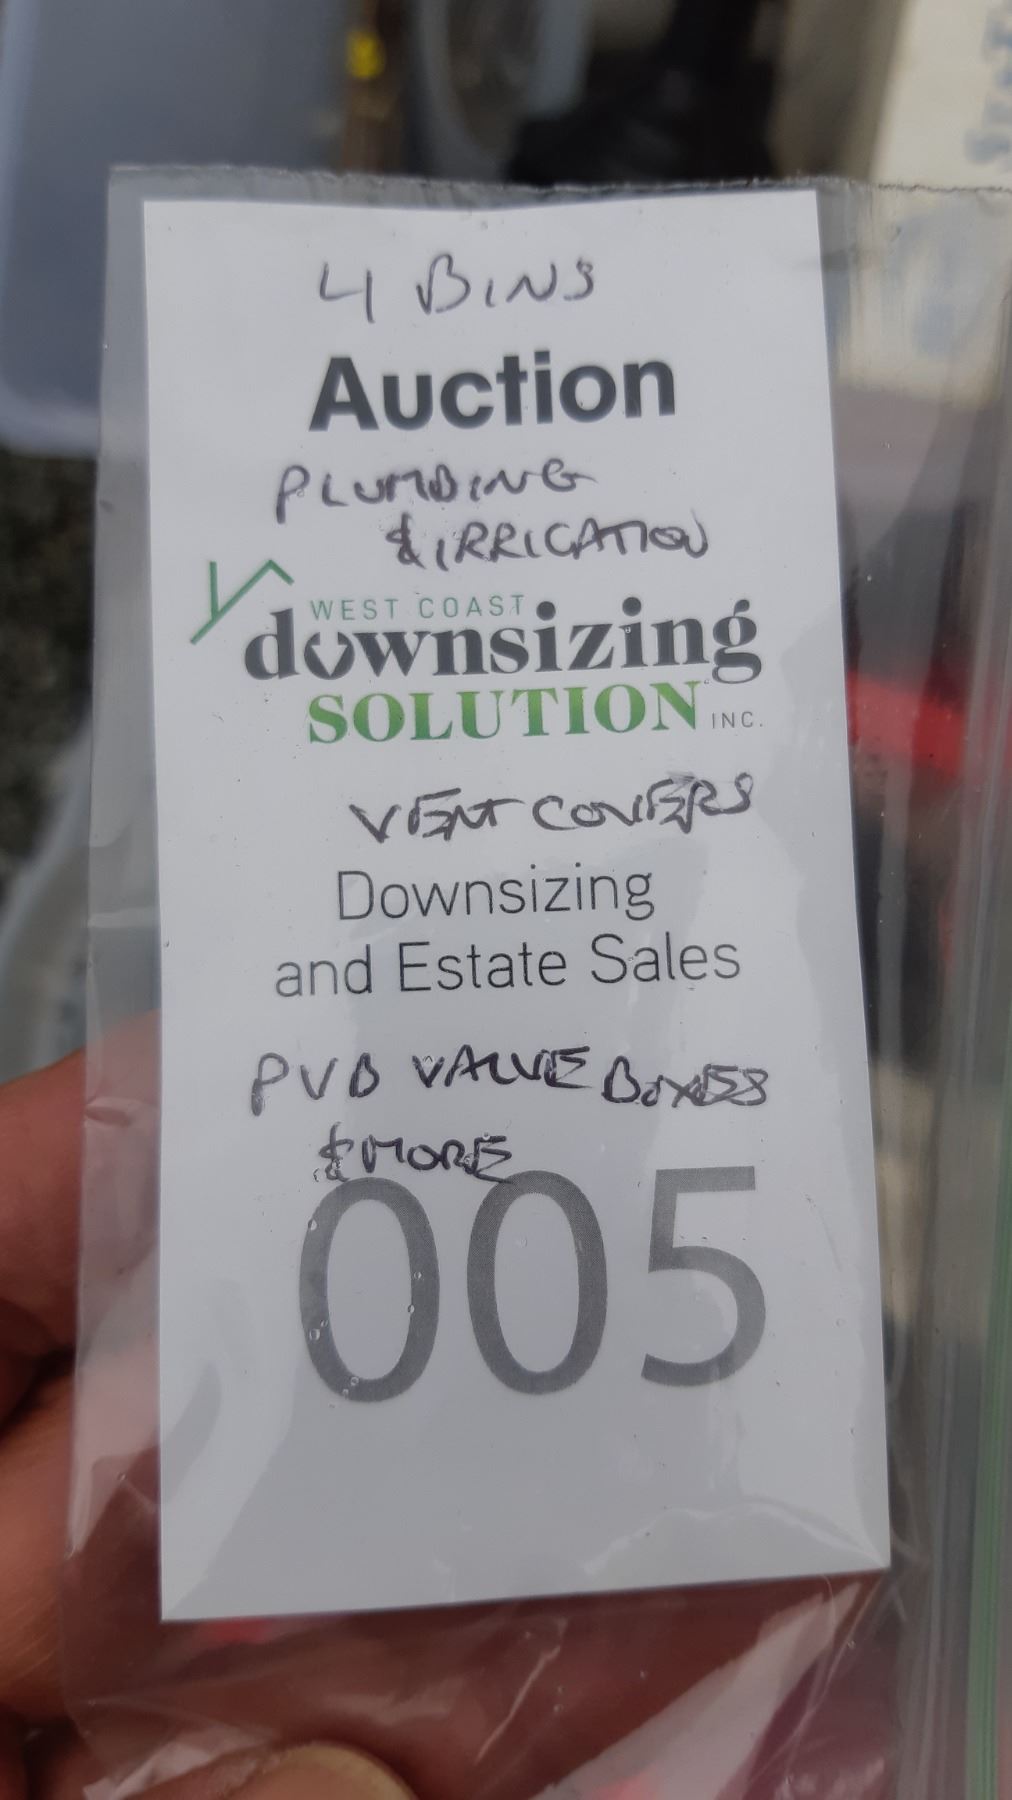 4 BINS
Auction
PLUMBING
& IRRIGATION
WEST COAST
downsizing
SOLUTION INC.
VENT COVERS
Downsizing
and Estate Sales
PVB VALVE BOXES
& MORE
005